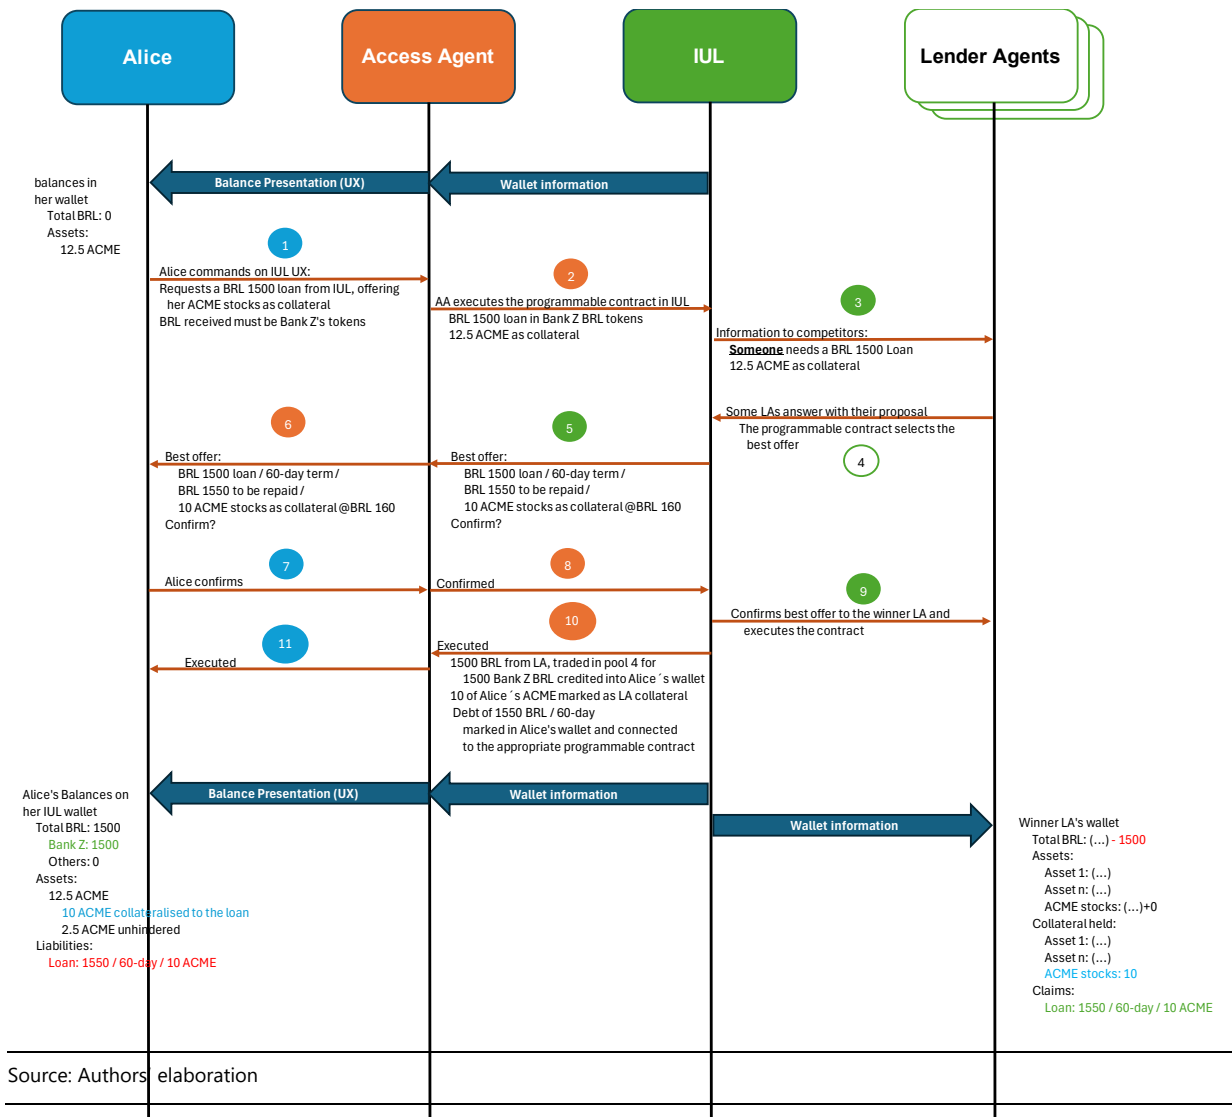 Alice
Access Agent
IUL
Lender Agents
balances in
her wallet
Total BRL: 0
Assets:
12.5 ACME
Balance Presentation (UX)
Wallet information
1
Alice commands on IUL UX:
Requests a BRL 1500 loan from IUL, offering
her ACME stocks as collateral
BRL received must be Bank Z's tokens
2
AA executes the programmable contract in IUL
BRL 1500 loan in Bank Z BRL tokens
12.5 ACME as collateral
3
Information to competitors:
Someone needs a BRL 1500 Loan
12.5 ACME as collateral
Some LAs answer with their proposal
The programmable contract selects the
best offer
4
5
Best offer:
BRL 1500 loan / 60-day term /
BRL 1550 to be repaid /
10 ACME stocks as collateral @BRL 160
Confirm?
6
Best offer:
BRL 1500 loan / 60-day term /
BRL 1550 to be repaid /
10 ACME stocks as collateral @BRL 160
Confirm?
7
Alice confirms
8
Confirmed
9
Confirms best offer to the winner LA and
executes the contract
10
Executed
1500 BRL from LA, traded in pool 4 for
1500 Bank Z BRL credited into Alice´s wallet
10 of Alice´s ACME marked as LA collateral
Debt of 1550 BRL / 60-day
marked in Alice's wallet and connected
to the appropriate programmable contract
11
Executed
Balance Presentation (UX)
Wallet information
Wallet information
Alice's Balances on
her IUL wallet
Total BRL: 1500
Bank Z: 1500
Others: 0
Assets:
12.5 ACME
10 ACME collateralised to the loan
2.5 ACME unhindered
Liabilities:
Loan: 1550 / 60-day / 10 ACME
Winner LA's wallet
Total BRL: (...) - 1500
Assets:
Asset 1: (...)
Asset n: (...)
ACME stocks: (...)+0
Collateral held:
Asset 1: (...)
Asset n: (...)
ACME stocks: 10
Claims:
Loan: 1550 / 60-day / 10 ACME
Source: Authors' elaboration